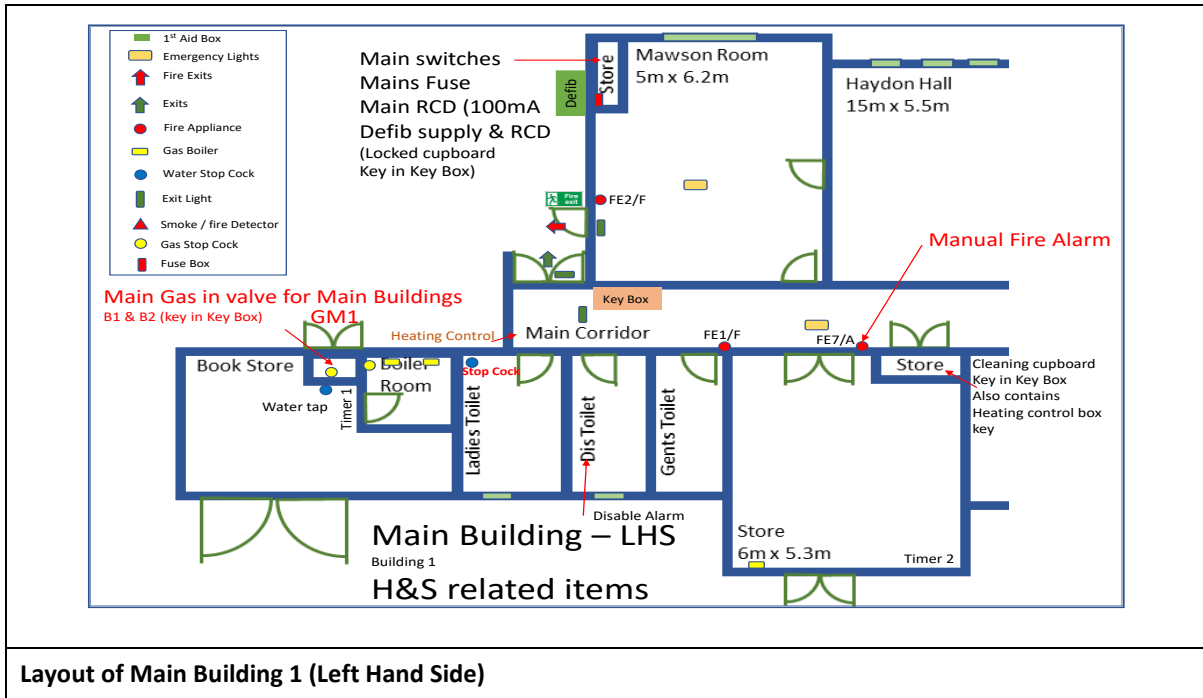 1st Aid Box
Emergency Lights
Fire Exits
Exits
Fire Appliance
Gas Boiler
Water Stop Cock
Exit Light
Smoke / fire Detector
Gas Stop Cock
Fuse Box
Main switches
Mains Fuse
Main RCD (100mA
Defib supply & RCD
(Locked cupboard
Key in Key Box)
Defib
Store
Mawson Room
5m x 6.2m
Haydon Hall
15m x 5.5m
Fire
exit
FE2/F
Manual Fire Alarm
Main Gas in valve for Main Buildings
B1 & B2 (key in Key Box)
GM1
Key Box
Heating Control
Main Corridor
FE1/F
FE7/A
Book Store
Boiler
Room
Stop Cock
Store
Cleaning cupboard
Key in Key Box
Also contains
Heating control box
key
Water tap
Timer 1
Ladies Toilet
Dis Toilet
Gents Toilet
Disable Alarm
Main Building – LHS
Building 1
H&S related items
Store
6m x 5.3m
Timer 2
Layout of Main Building 1 (Left Hand Side)